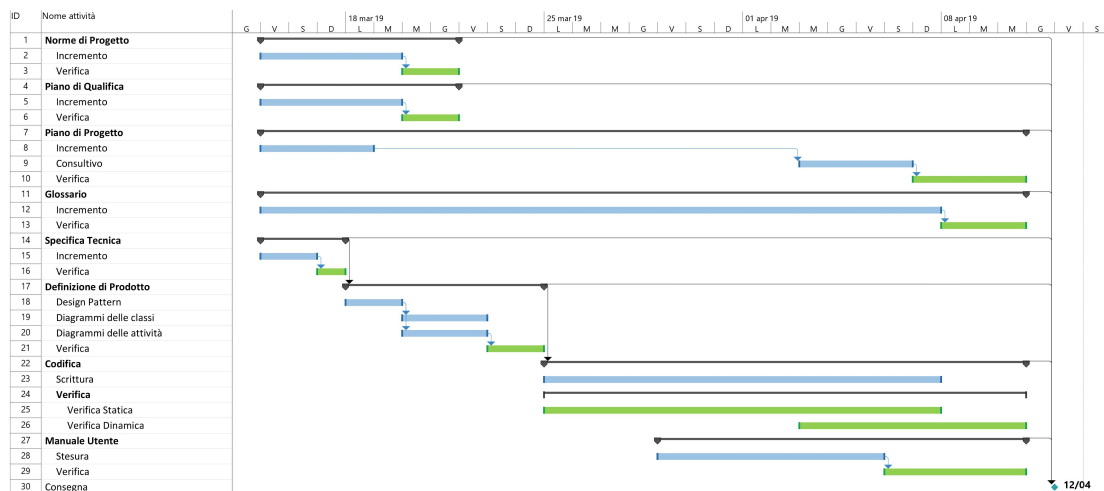 ID Nome attività 18 mar 19 25 mar 19 01 apr 19 08 apr 19
G V S D L M M G V S D L M M G V S D L M M G V S D L M M G V S
1 Norme di Progetto
2 Incremento
3 Verifica
4 Piano di Qualifica
5 Incremento
6 Verifica
7 Piano di Progetto
8 Incremento
9 Consultivo
10 Verifica
11 Glossario
12 Incremento
13 Verifica
14 Specifica Tecnica
15 Incremento
16 Verifica
17 Definizione di Prodotto
18 Design Pattern
19 Diagrammi delle classi
20 Diagrammi delle attività
21 Verifica
22 Codifica
23 Scrittura
24 Verifica
25 Verifica Statica
26 Verifica Dinamica
27 Manuale Utente
28 Stesura
29 Verifica
30 Consegna 12/04